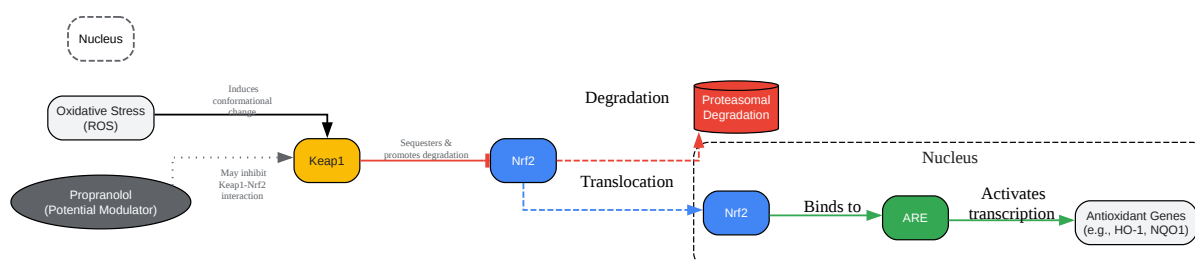 Nucleus
Oxidative Stress
(ROS)
Induces
conformational
change
Propranolol
(Potential Modulator)
May inhibit
Keap1-Nrf2
interaction
Keap1
Sequesters &
promotes degradation
Nrf2
Degradation
Translocation
Proteasomal
Degradation
Nucleus
Nrf2
Binds to
ARE
Activates
transcription
Antioxidant Genes
(e.g., HO-1, NQO1)